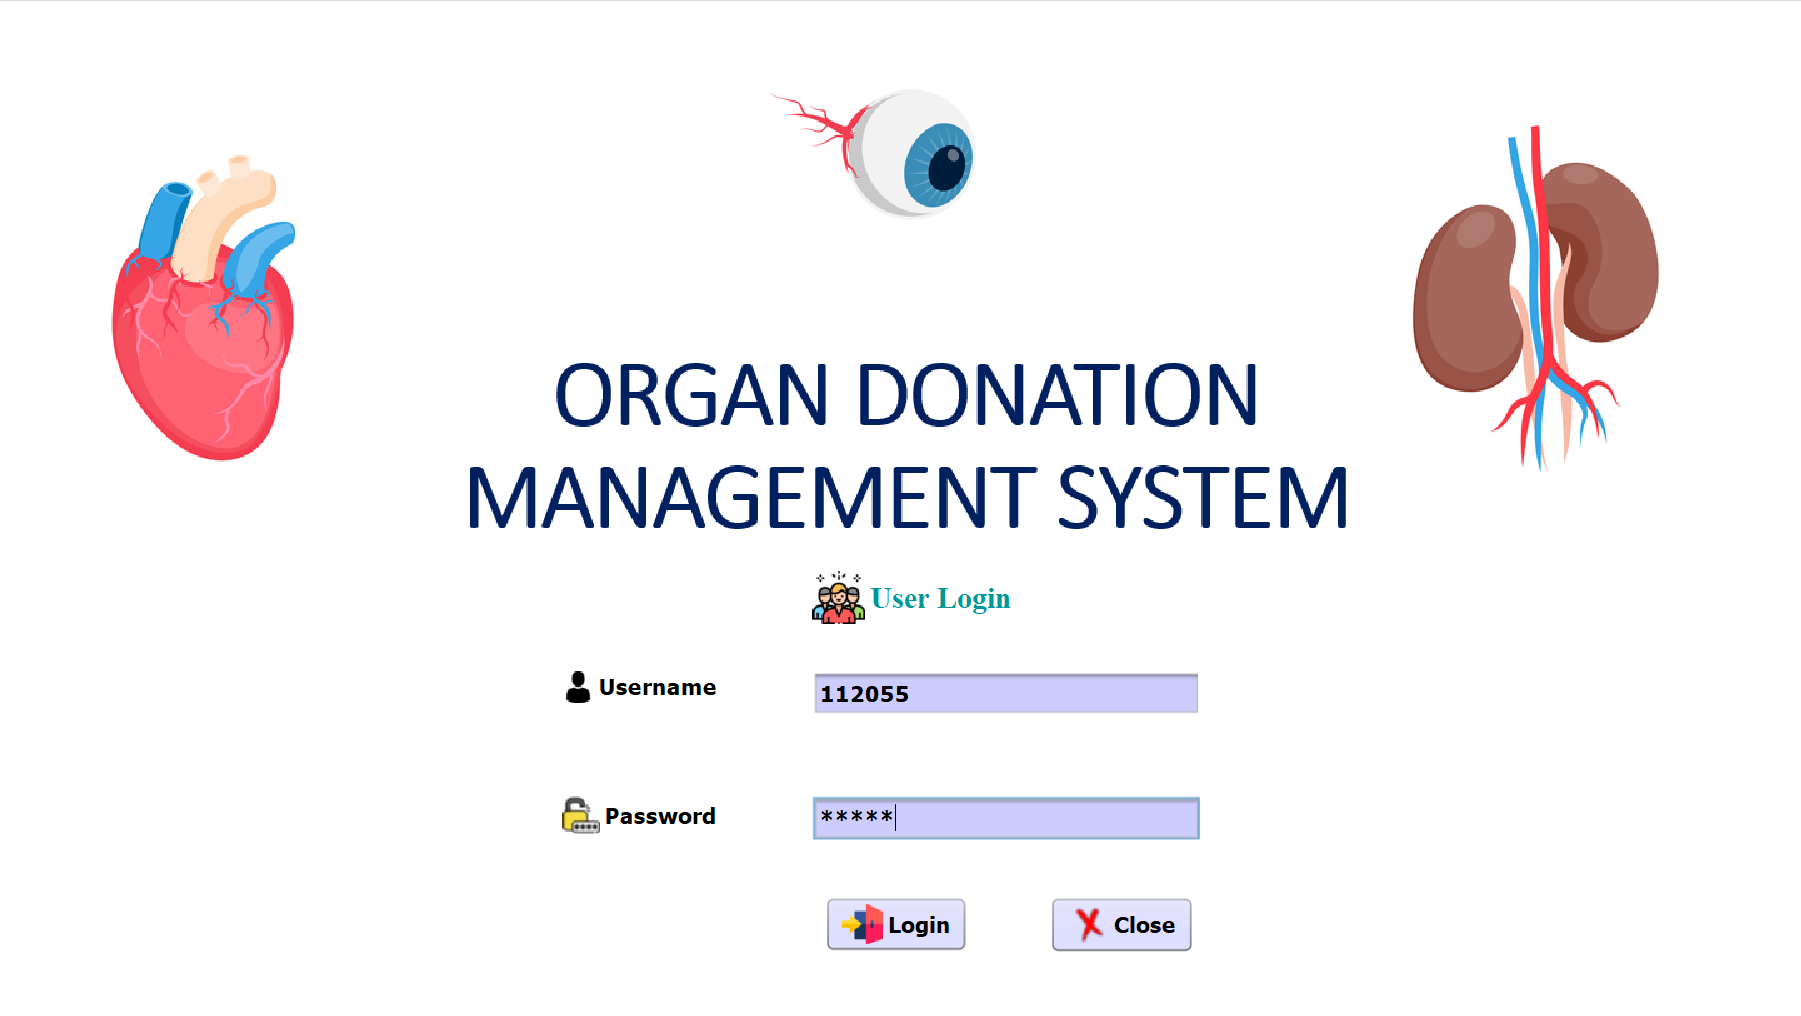 ORGAN DONATION
MANAGEMENT SYSTEM
User Login
Username
112055
Password
*****
Login
Close